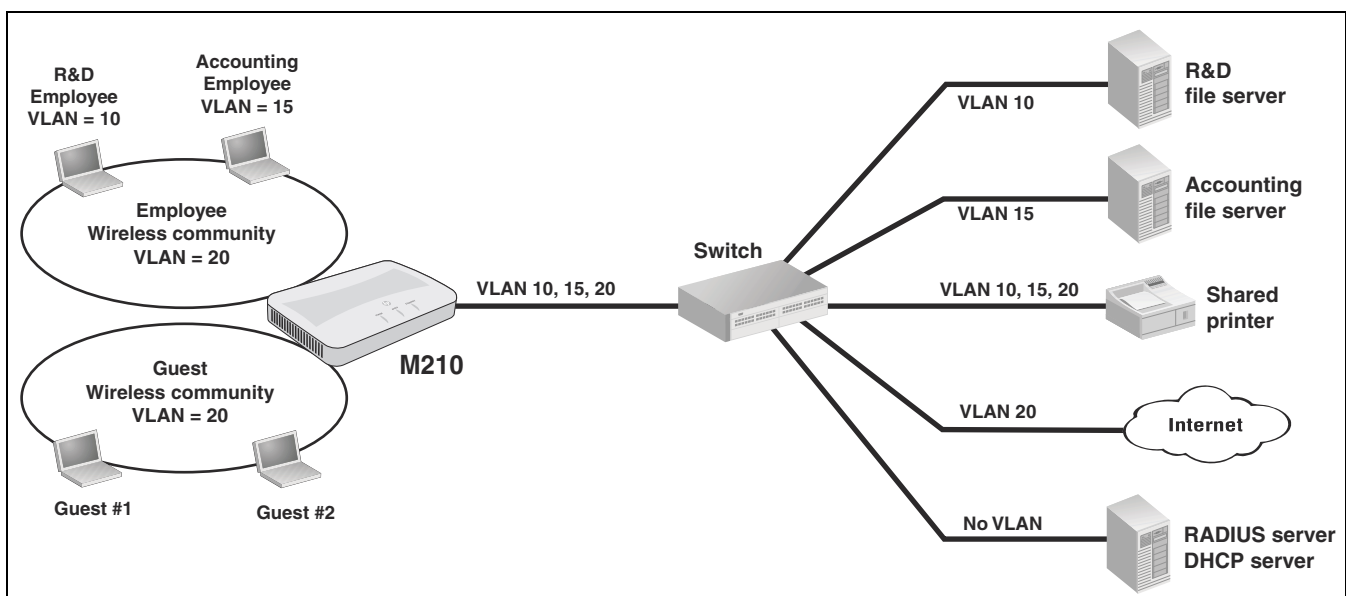 R&D
Employee
VLAN = 10
Accounting
Employee
VLAN = 15
Employee
Wireless community
VLAN = 20
Guest
Wireless community
VLAN = 20
Guest #1
Guest #2
M210
VLAN 10, 15, 20
Switch
VLAN 10
R&D
file server
VLAN 15
Accounting
file server
VLAN 10, 15, 20
Shared
printer
VLAN 20
Internet
No VLAN
RADIUS server
DHCP server